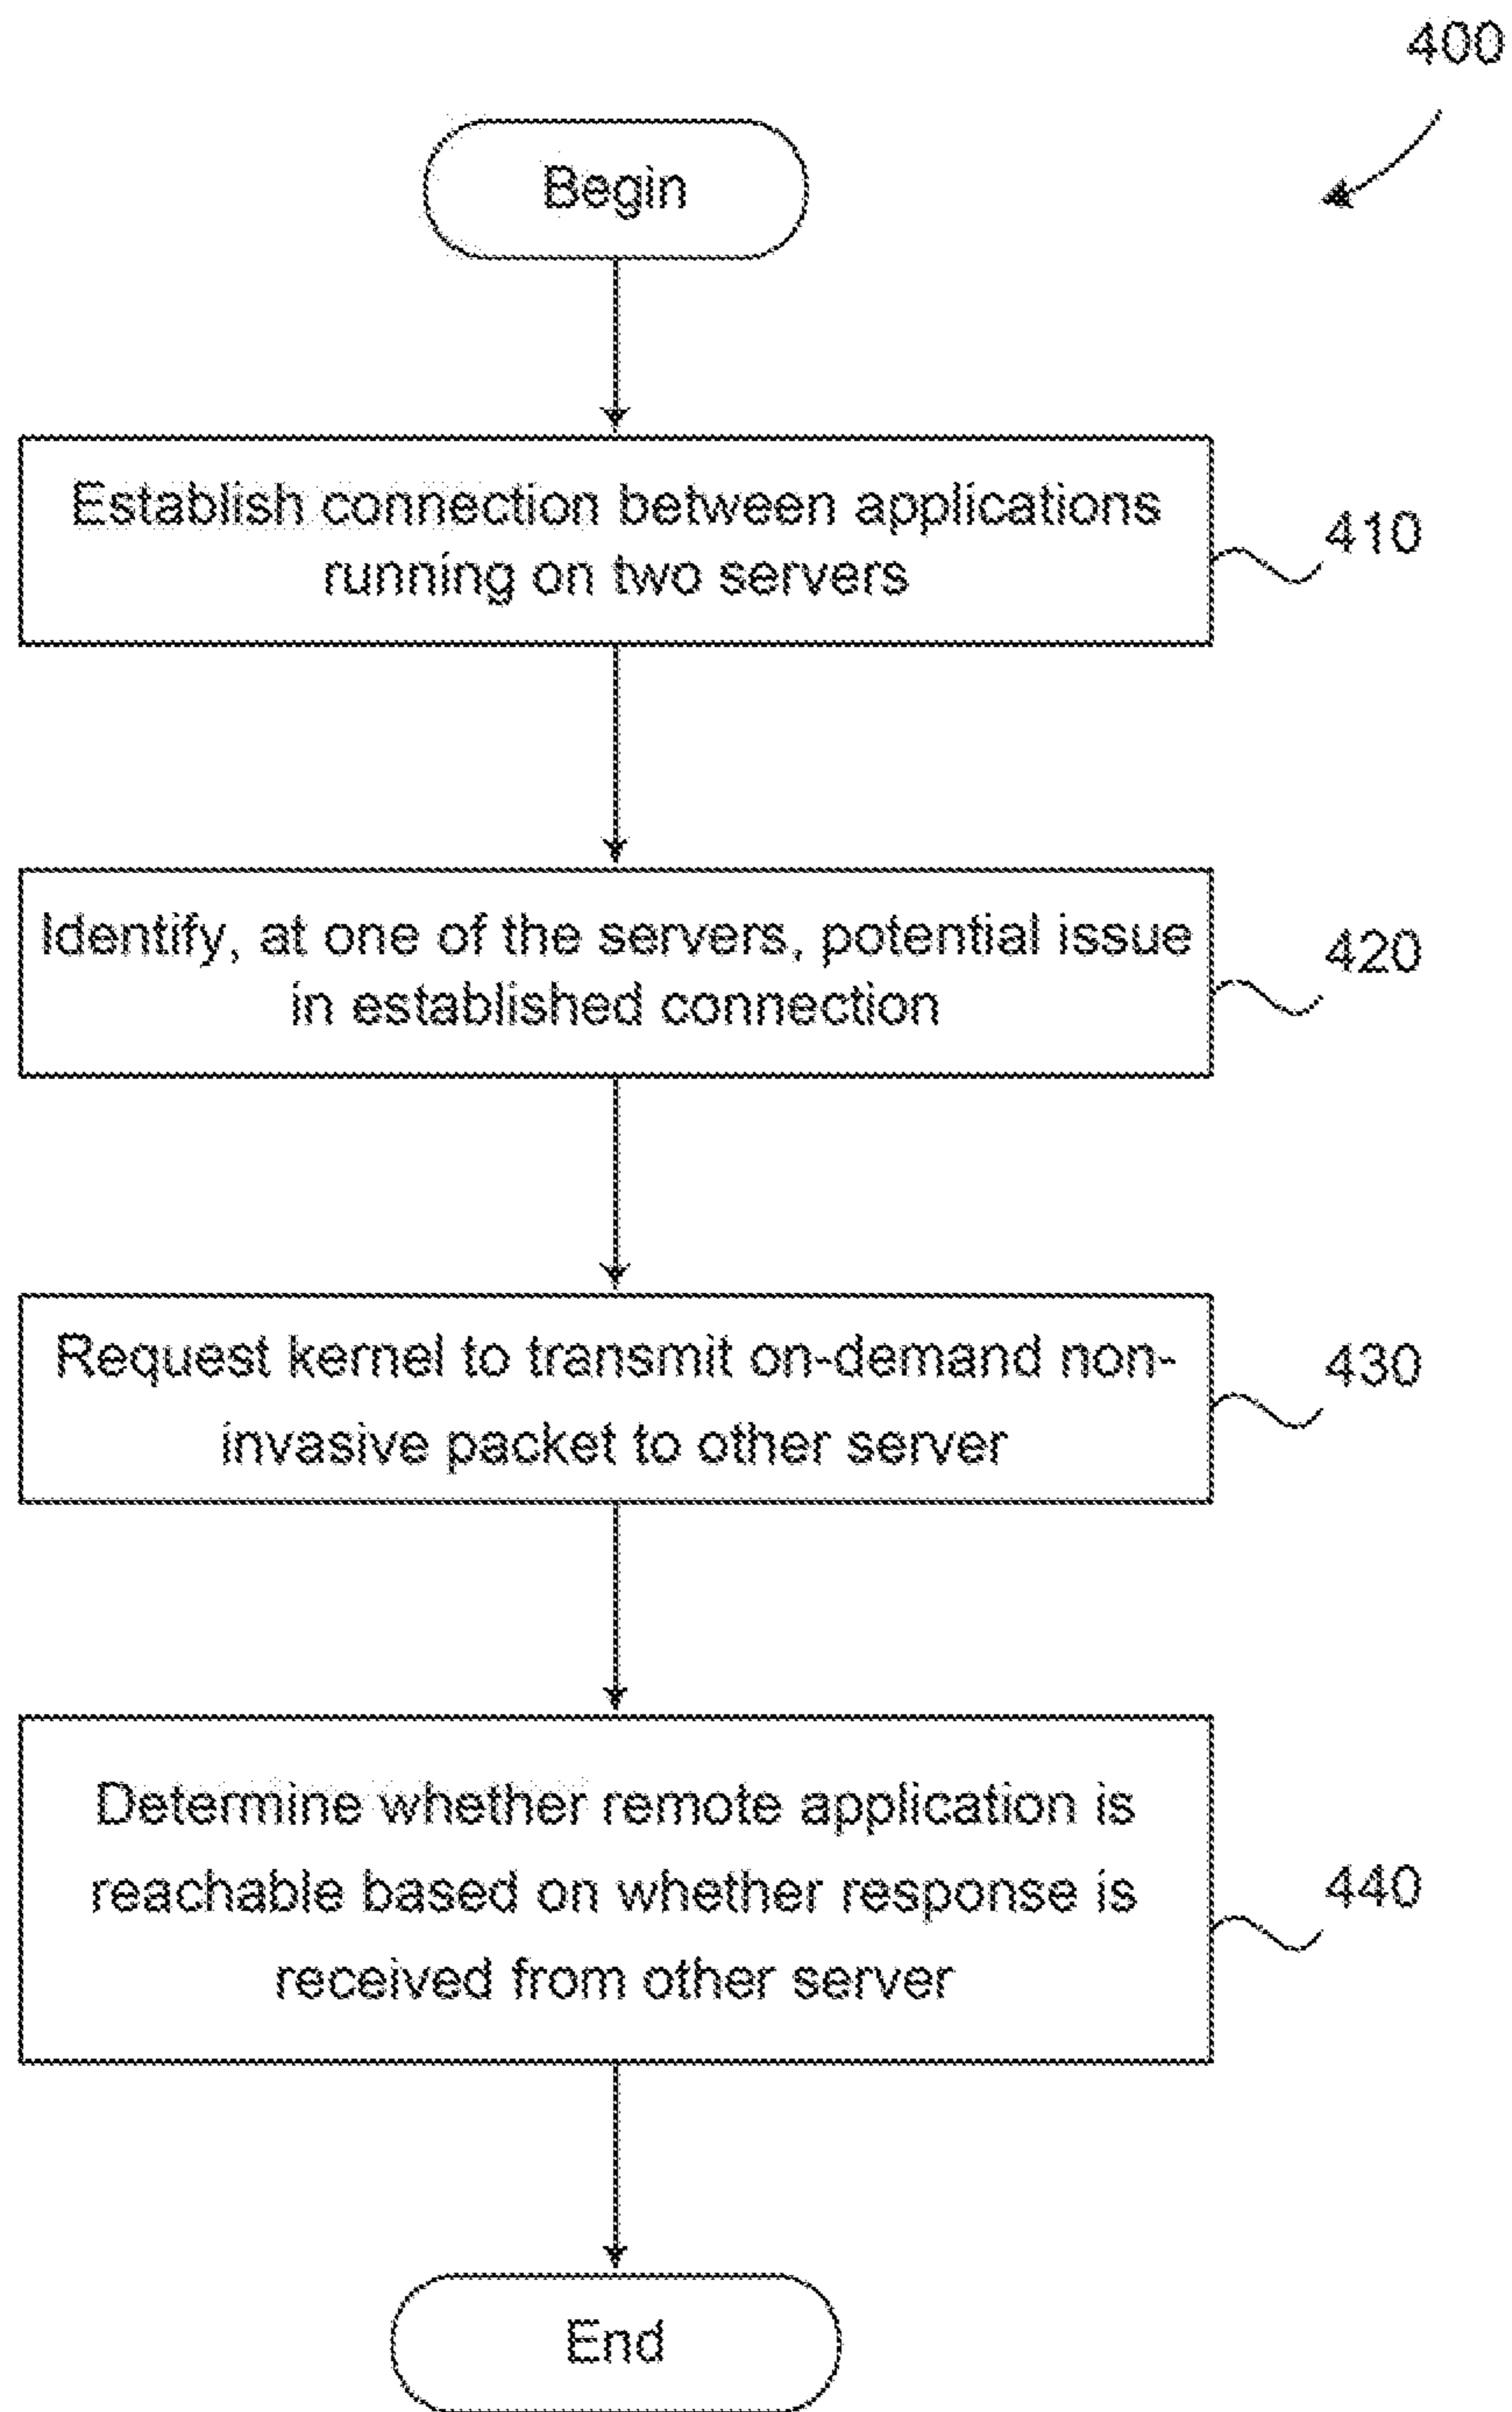 400
Begin
Establish connection between applications
running on two servers
410
Identify, at one of the servers, potential issue
in established connection
420
Request kernel to transmit on-demand non-
invasive packet to other server
430
Determine whether remote application is
reachable based on whether response is
received from other server
440
End